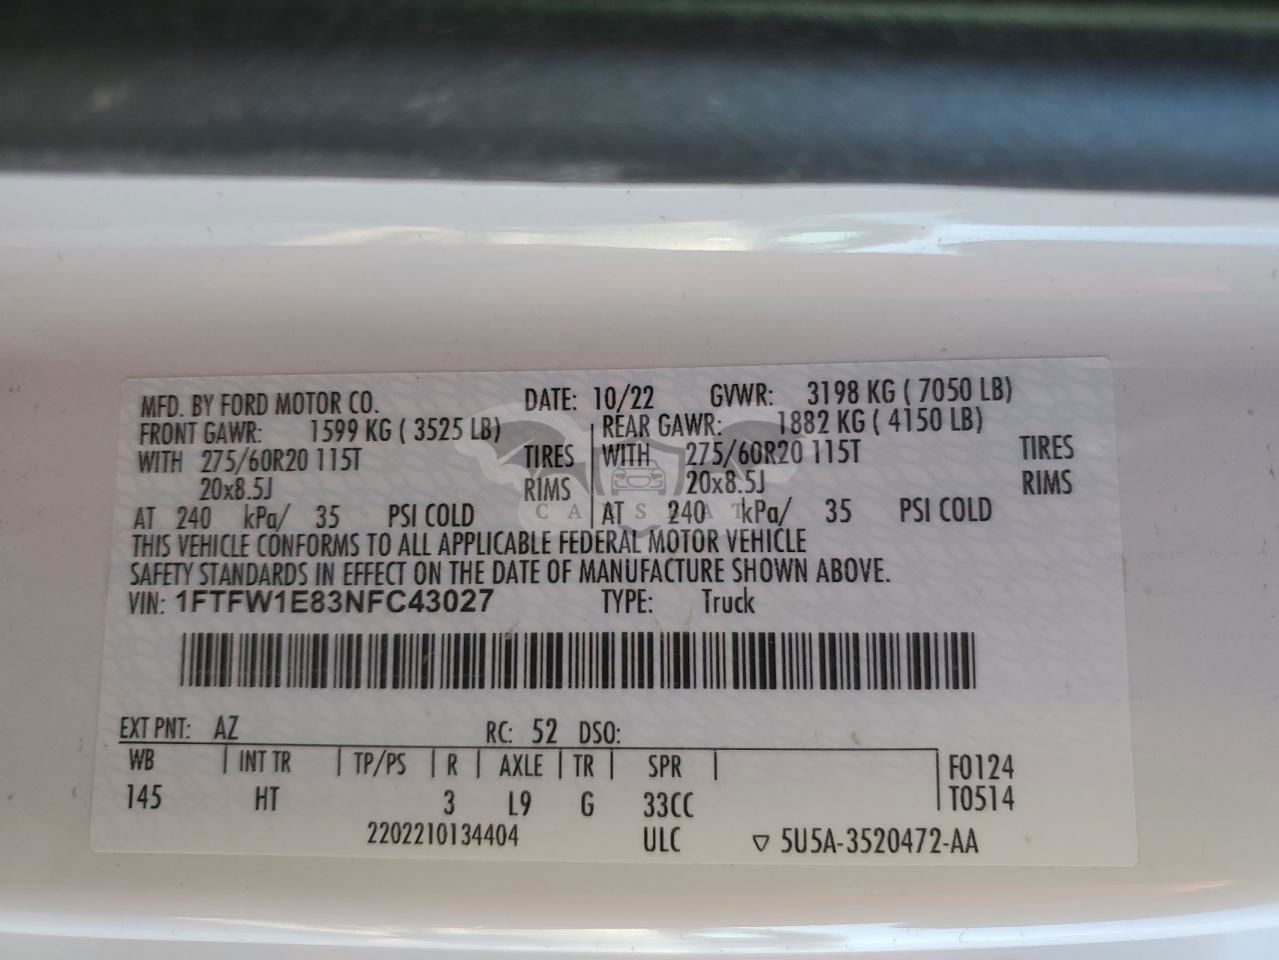 MFD. BY FORD MOTOR CO. DATE: 10/22 GVWR: 3198 KG ( 7050 LB)
FRONT GAWR: 1599 KG ( 3525 LB) REAR GAWR: 1882 KG ( 4150 LB)
WITH 275/60R20 115T TIRES WITH 275/60R20 115T TIRES
20x8.5J RIMS 20x8.5J RIMS
AT 240 kPa/ 35 PSI COLD AT 240 kPa/ 35 PSI COLD
CARSTAT
THIS VEHICLE CONFORMS TO ALL APPLICABLE FEDERAL MOTOR VEHICLE
SAFETY STANDARDS IN EFFECT ON THE DATE OF MANUFACTURE SHOWN ABOVE.
VIN: 1FTFW1E83NFC43027 TYPE: Truck
EXT PNT: AZ RC: 52 DSO:
WB INT TR TP/PS R AXLE TR SPR F0124
145 HT 3 L9 G 33CC T0514
2202210134404 ULC ▽ 5U5A-3520472-AA